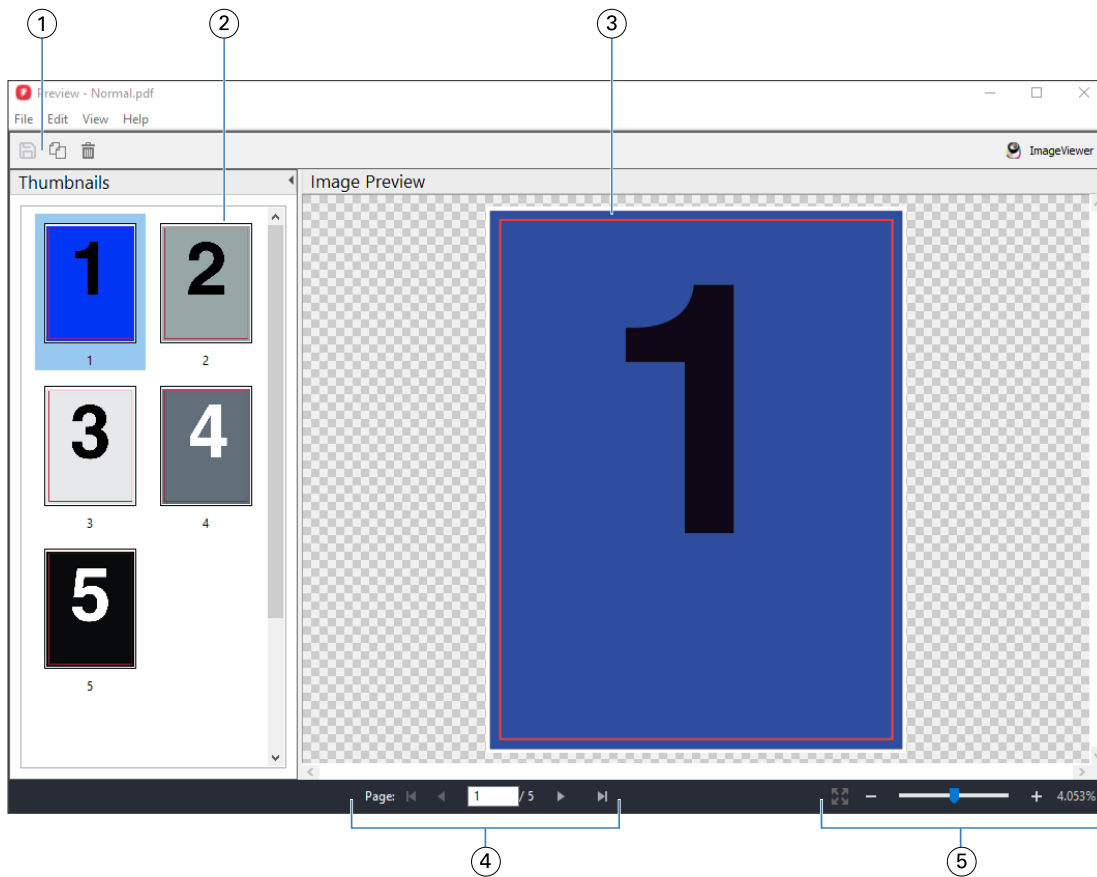 1 2 3
Preview - Normal.pdf
File Edit View Help
ImageViewer
Thumbnails
Image Preview
1 2
1 2
3 4
3 4
5
5
1
Page: 1 / 5
4.053%
4 5